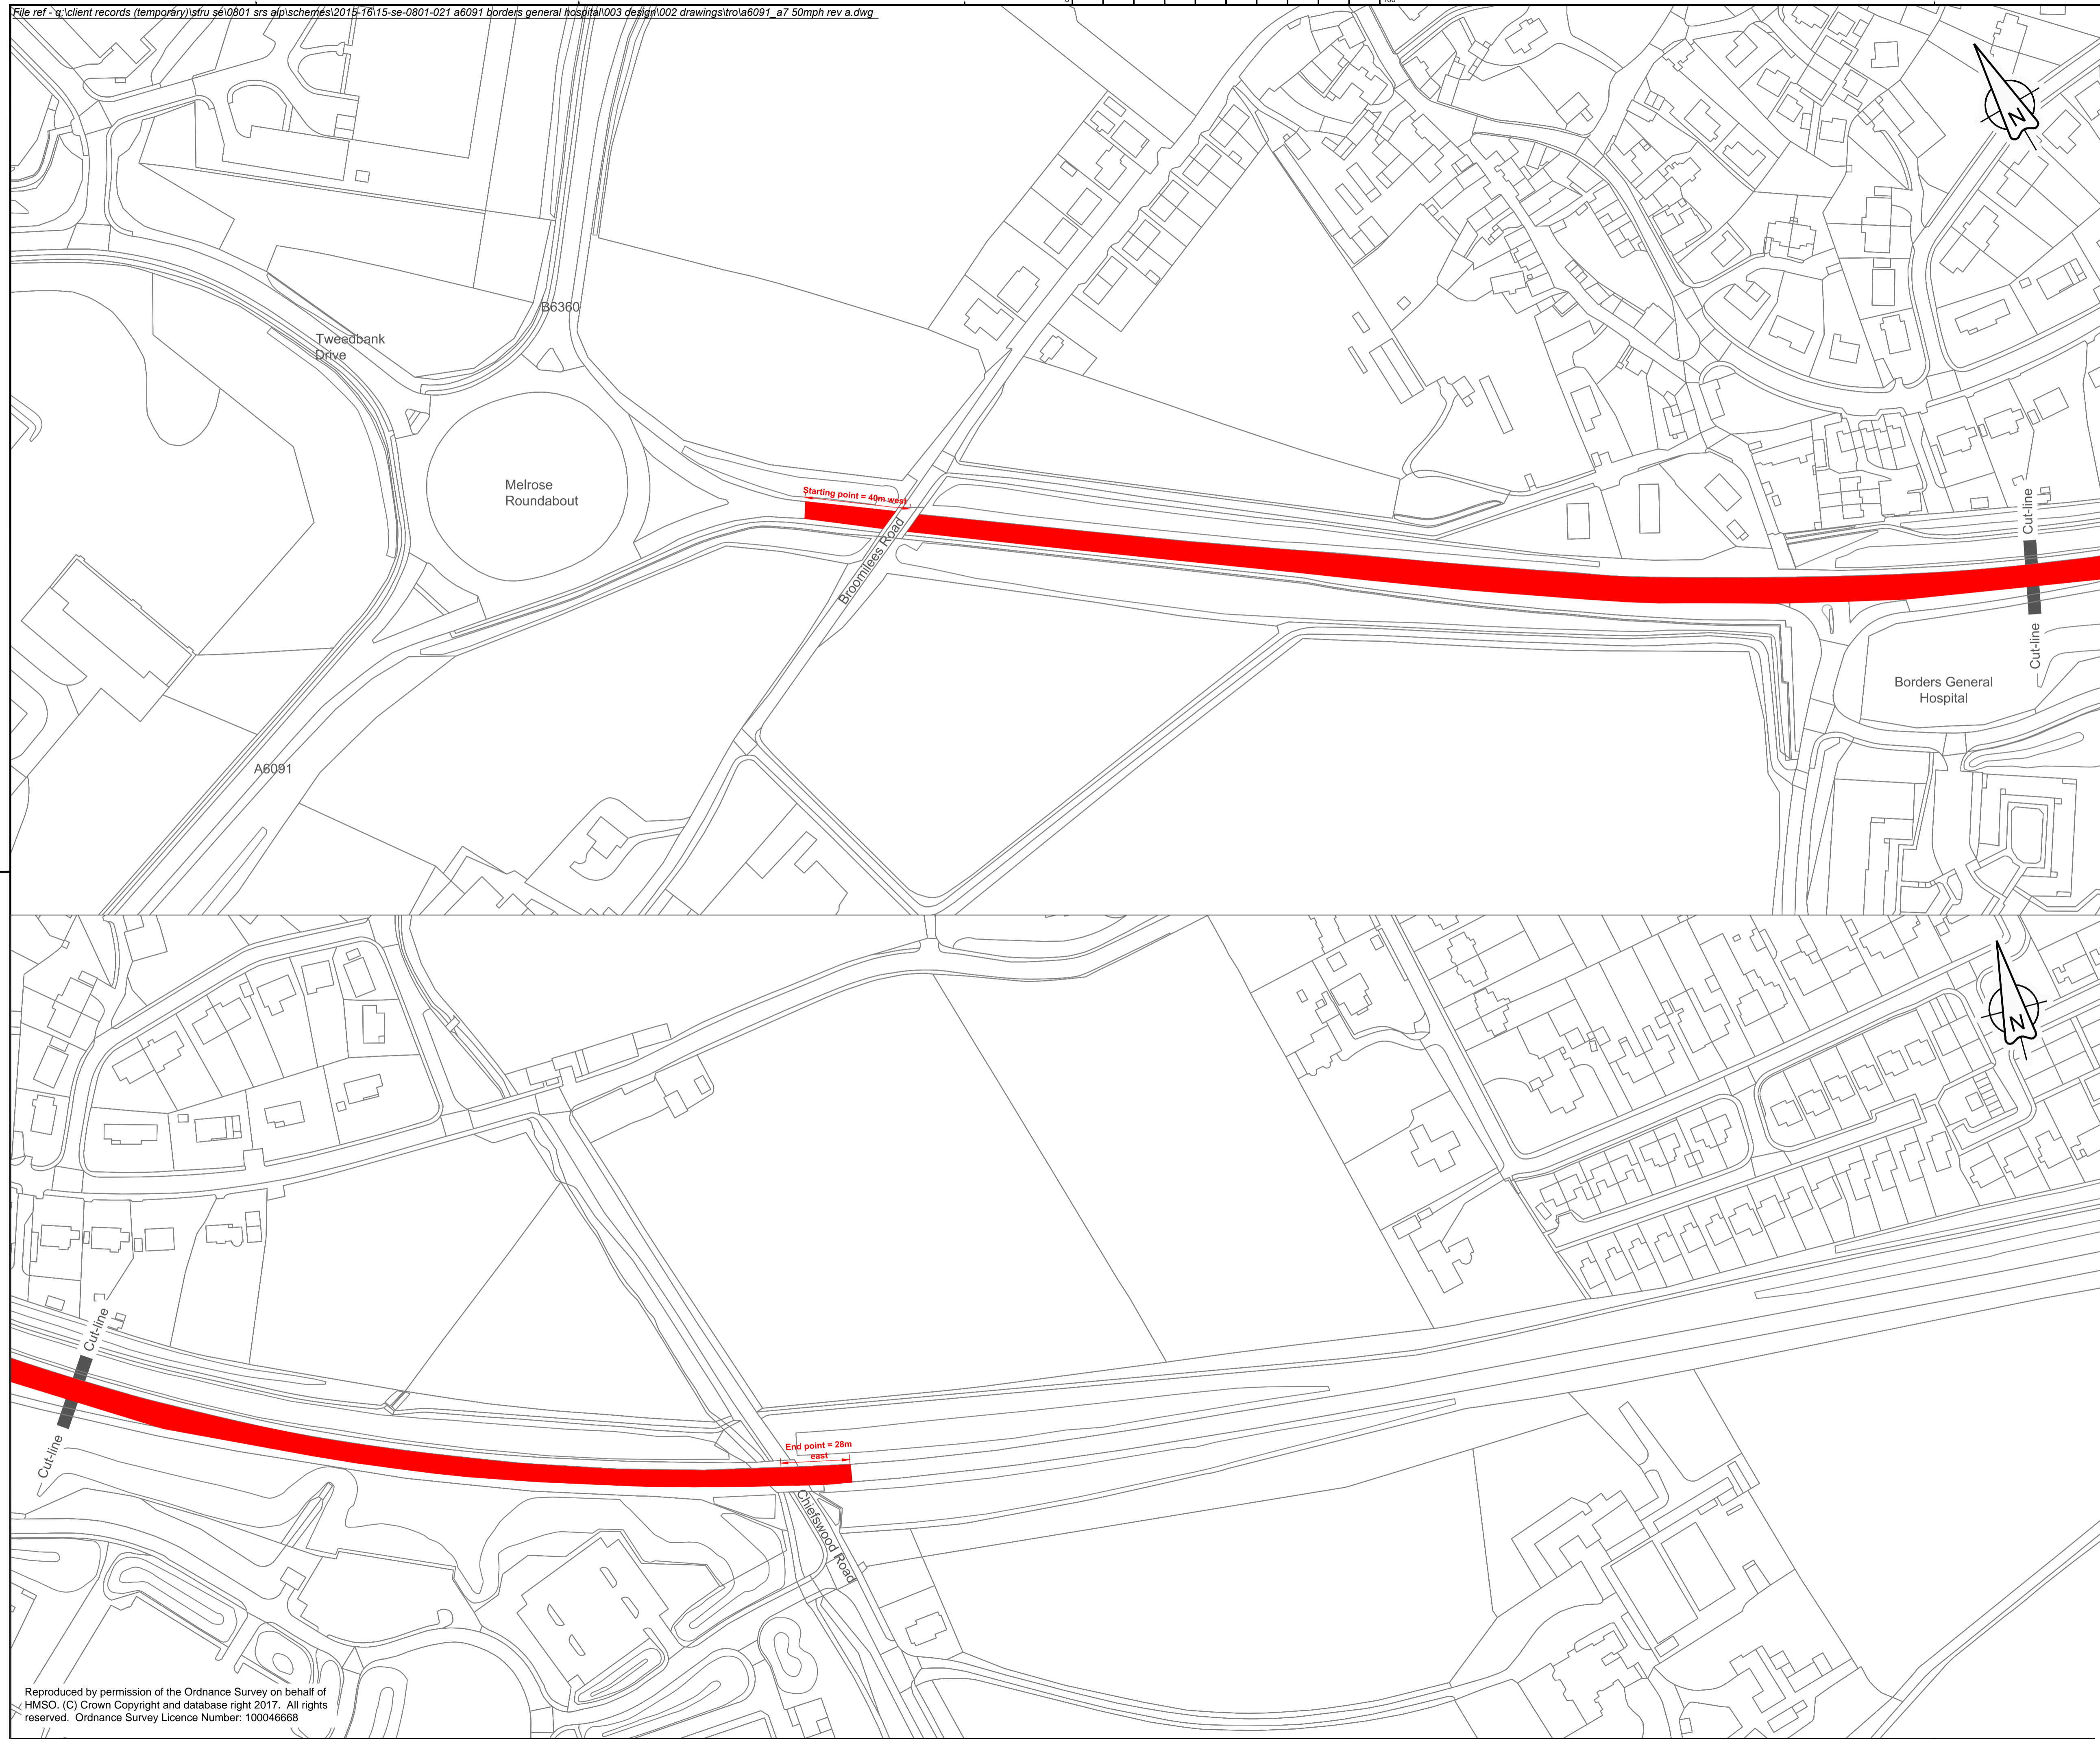 File ref - q:\client records (temporary)\stru se\0801 srs aip\schemes\2015-16\15-se-0801-021 a6091 borders general hospital\003 design\002 drawings\tro\a6091_a7 50mph rev a.dwg
N
B6360
Tweedbank
Drive
Melrose
Roundabout
Starting point = 40m west
Broomilees Road
Cut-line
Cut-line
Borders General
Hospital
A6091
N
Cut-line
Cut-line
End point = 28m
east
Chiefswood Road
Reproduced by permission of the Ordnance Survey on behalf of
HMSO. (C) Crown Copyright and database right 2017.  All rights
reserved.  Ordnance Survey Licence Number: 100046668